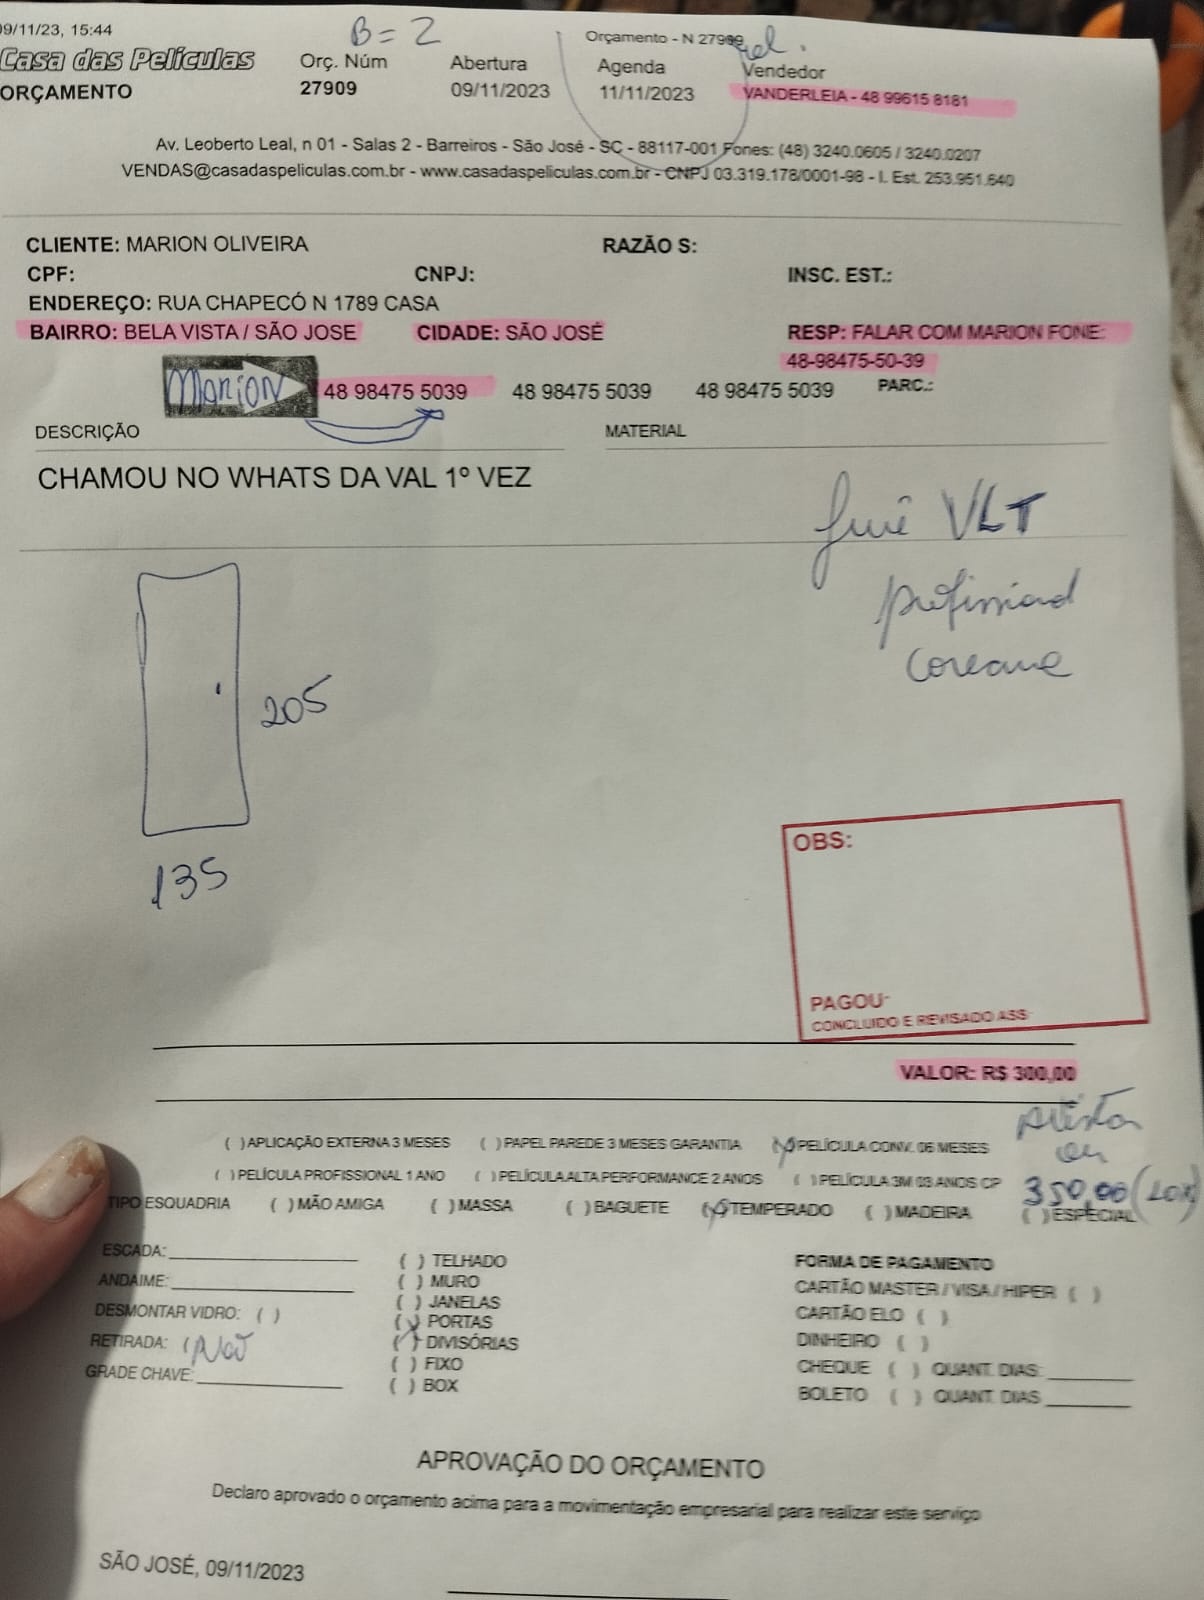 09/11/23, 15:44
B = 2
Orçamento - N 27909
Casa das Películas
Orç. Núm Abertura Agenda Vendedor
ORÇAMENTO 27909 09/11/2023 11/11/2023 VANDERLEIA - 48 99615 8181
Av. Leoberto Leal, n 01 - Salas 2 - Barreiros - São José - SC - 88117-001 Fones: (48) 3240.0605 / 3240.0207
VENDAS@casadaspeliculas.com.br - www.casadaspeliculas.com.br - CNPJ 03.319.178/0001-98 - I. Est. 253.951.640
CLIENTE: MARION OLIVEIRA RAZÃO S:
CPF: CNPJ: INSC. EST.:
ENDEREÇO: RUA CHAPECÓ N 1789 CASA
BAIRRO: BELA VISTA / SÃO JOSE CIDADE: SÃO JOSÉ RESP: FALAR COM MARION FONE:
48-98475-50-39
Marion 48 98475 5039 48 98475 5039 48 98475 5039 PARC.:
DESCRIÇÃO MATERIAL
CHAMOU NO WHATS DA VAL 1º VEZ
VLT
profissional
coreana
205
135
OBS:
PAGOU-
CONCLUIDO E REVISADO ASS:
VALOR: R$ 300,00
avista
ou
( )APLICAÇÃO EXTERNA 3 MESES ( )PAPEL PAREDE 3 MESES GARANTIA ( )PELÍCULA CONV. 06 MESES
( )PELÍCULA PROFISSIONAL 1 ANO ( )PELÍCULA ALTA PERFORMANCE 2 ANOS ( )PELÍCULA 3M 03 ANOS CP
350,00
TIPO ESQUADRIA ( )MÃO AMIGA ( )MASSA ( )BAGUETE ( )TEMPERADO ( )MADEIRA ( )ESPECIAL
ESCADA: ( ) TELHADO FORMA DE PAGAMENTO
ANDAIME: ( ) MURO CARTÃO MASTER / VISA / HIPER ( )
DESMONTAR VIDRO: ( ) ( ) JANELAS CARTÃO ELO ( )
( ) PORTAS
RETIRADA: ( Não ( ) DIVISÓRIAS DINHEIRO ( )
GRADE CHAVE: ( ) FIXO CHEQUE ( ) QUANT. DIAS:
( ) BOX BOLETO ( ) QUANT. DIAS
APROVAÇÃO DO ORÇAMENTO
Declaro aprovado o orçamento acima para a movimentação empresarial para realizar este serviço
SÃO JOSÉ, 09/11/2023